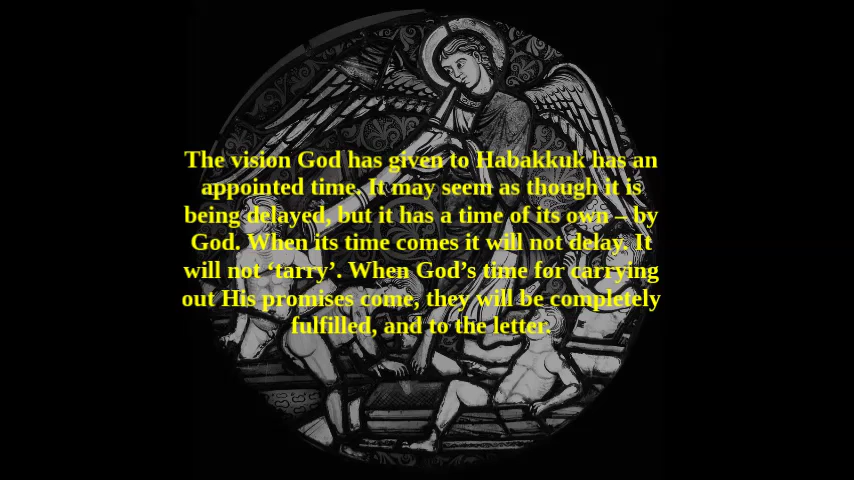 The vision God has given to Habakkuk has an
appointed time. It may seem as though it is
being delayed, but it has a time of its own – by
God. When its time comes it will not delay. It
will not ‘tarry’. When God’s time for carrying
out His promises come, they will be completely
fulfilled, and to the letter.